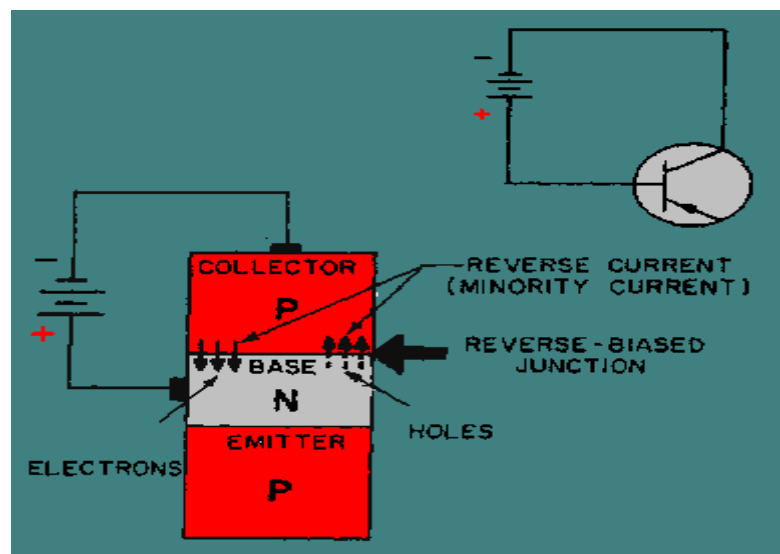 -
+
-
+
COLLECTOR
P
REVERSE CURRENT
(MINORITY CURRENT)
BASE
N
REVERSE-BIASED
JUNCTION
EMITTER
P
HOLES
ELECTRONS